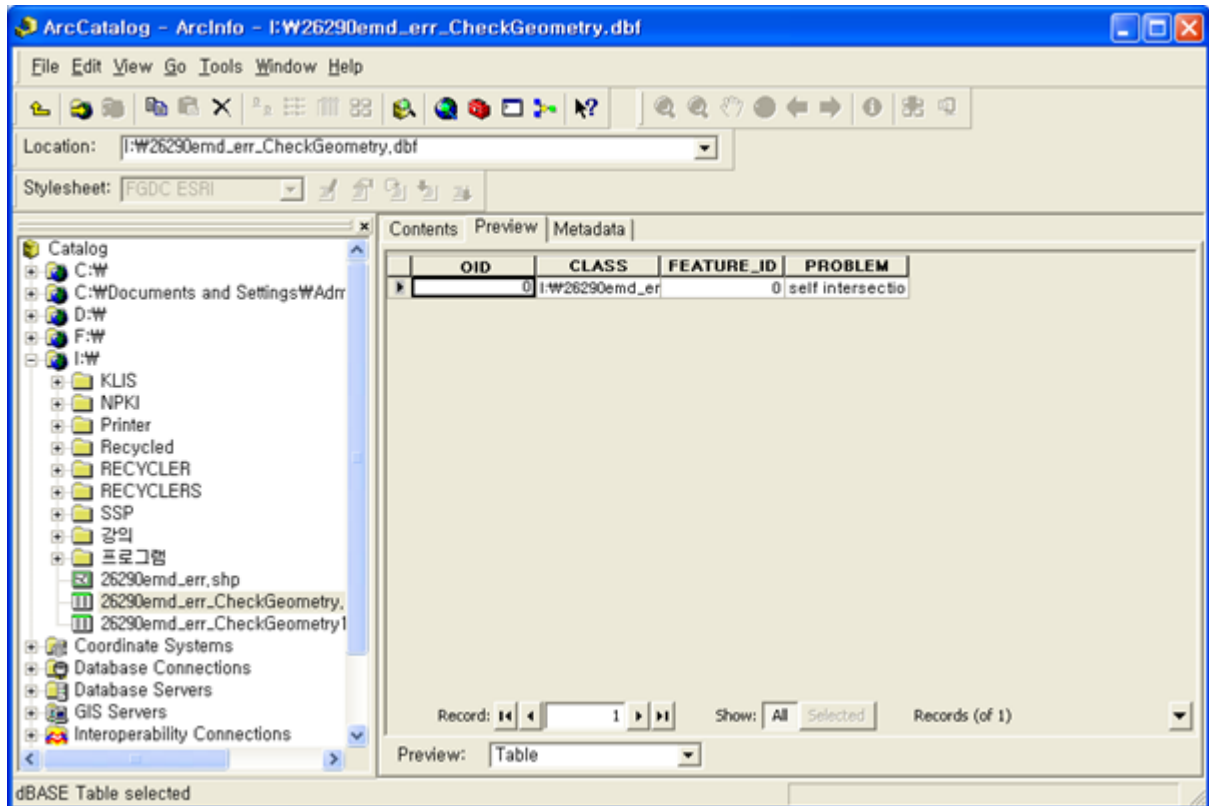 ArcCatalog - ArcInfo - I:₩26290emd_err_CheckGeometry.dbf
File Edit View Go Tools Window Help
Location: I:₩26290emd_err_CheckGeometry.dbf
Stylesheet: FGDC ESRI
Contents Preview Metadata
Catalog
C:₩
C:₩Documents and Settings₩Adm
D:₩
F:₩
I:₩
KLIS
NPKI
Printer
Recycled
RECYCLER
RECYCLERS
SSP
강의
프로그램
26290emd_err.shp
26290emd_err_CheckGeometry.
26290emd_err_CheckGeometry1
Coordinate Systems
Database Connections
Database Servers
GIS Servers
Interoperability Connections
OID CLASS FEATURE_ID PROBLEM
0 I:₩26290emd_er 0 self intersectio
Record: 1 Show: All Selected Records (of 1)
Preview: Table
dBASE Table selected